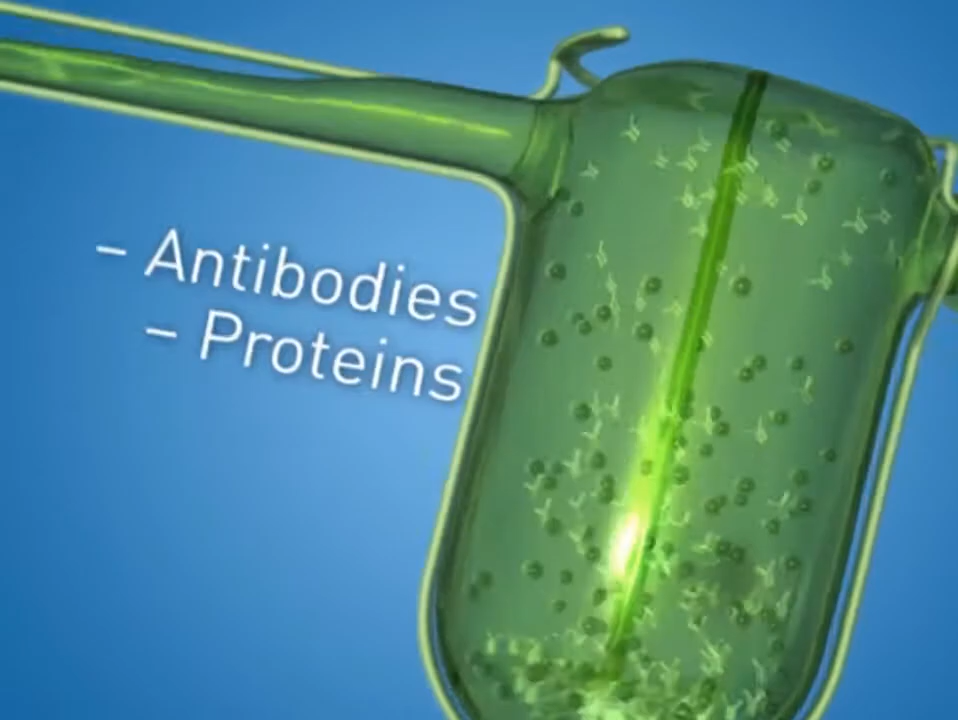 – Antibodies
– Proteins